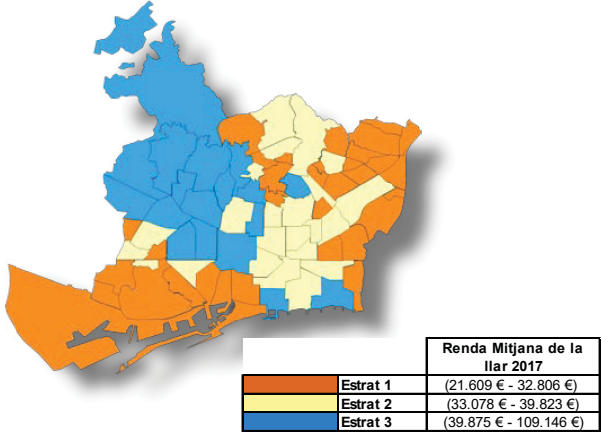 Renda Mitjana de la
llar 2017
Estrat 1 (21.609 € - 32.806 €)
Estrat 2 (33.078 € - 39.823 €)
Estrat 3 (39.875 € - 109.146 €)